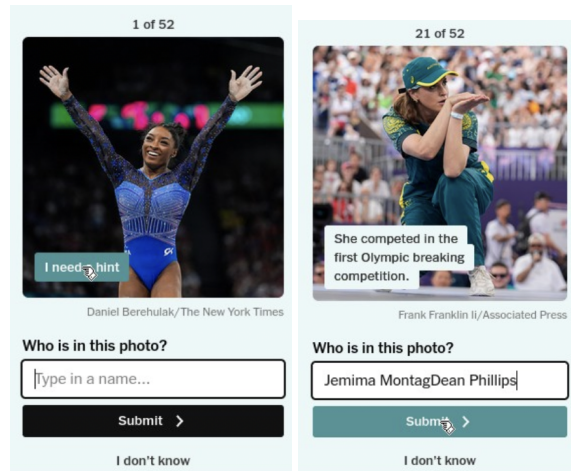 1 of 52
I need a hint
Daniel Berehulak/The New York Times
Who is in this photo?
Type in a name...
Submit
I don't know
21 of 52
She competed in the
first Olympic breaking
competition.
Frank Franklin Ii/Associated Press
Who is in this photo?
Jemima MontagDean Phillips
Submit
I don't know